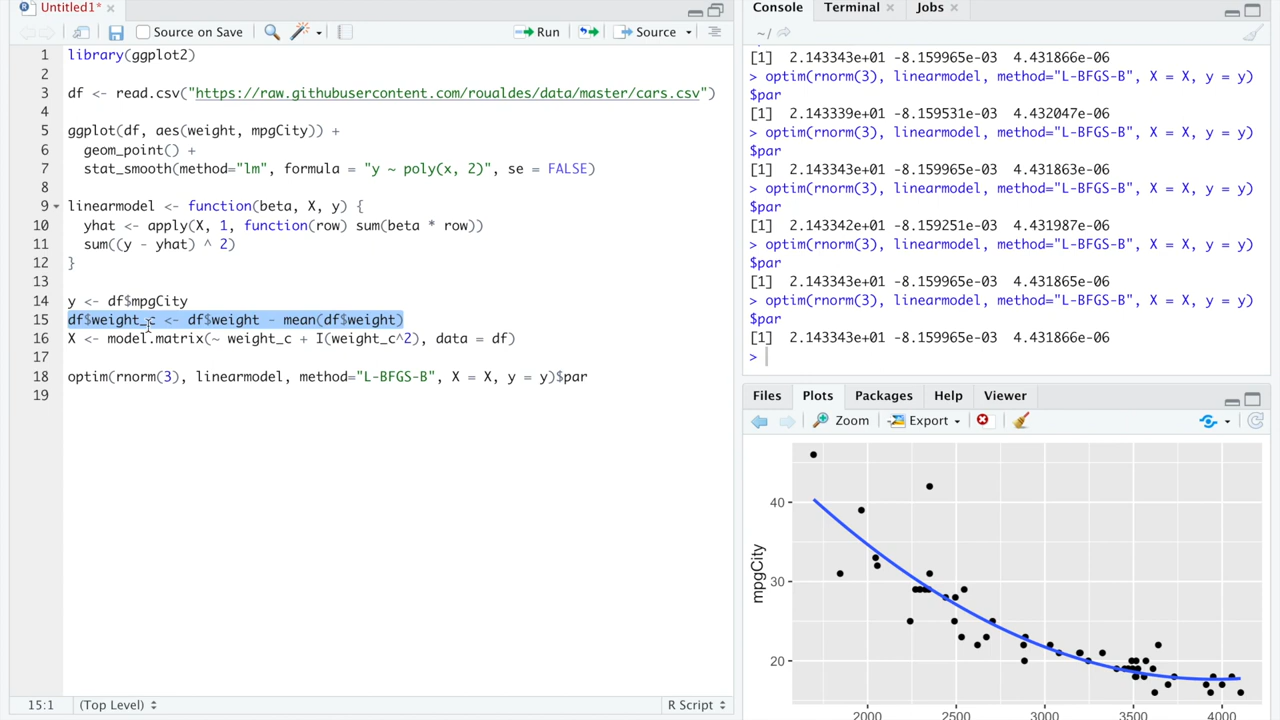 Untitled1*
Source on Save
Run
Source
1 library(ggplot2)
2
3 df <- read.csv("https://raw.githubusercontent.com/roualdes/data/master/cars.csv")
4
5 ggplot(df, aes(weight, mpgCity)) +
6 geom_point() +
7 stat_smooth(method="lm", formula = "y ~ poly(x, 2)", se = FALSE)
8
9 linearmodel <- function(beta, X, y) {
10 yhat <- apply(X, 1, function(row) sum(beta * row))
11 sum((y - yhat) ^ 2)
12 }
13
14 y <- df$mpgCity
15 df$weight_c <- df$weight - mean(df$weight)
16 X <- model.matrix(~ weight_c + I(weight_c^2), data = df)
17
18 optim(rnorm(3), linearmodel, method="L-BFGS-B", X = X, y = y)$par
19
15:1 (Top Level) R Script
Console Terminal Jobs
~/
[1] 2.143343e+01 -8.159965e-03 4.431866e-06
> optim(rnorm(3), linearmodel, method="L-BFGS-B", X = X, y = y)
$par
[1] 2.143339e+01 -8.159531e-03 4.432047e-06
> optim(rnorm(3), linearmodel, method="L-BFGS-B", X = X, y = y)
$par
[1] 2.143343e+01 -8.159965e-03 4.431863e-06
> optim(rnorm(3), linearmodel, method="L-BFGS-B", X = X, y = y)
$par
[1] 2.143342e+01 -8.159251e-03 4.431987e-06
> optim(rnorm(3), linearmodel, method="L-BFGS-B", X = X, y = y)
$par
[1] 2.143343e+01 -8.159965e-03 4.431865e-06
> optim(rnorm(3), linearmodel, method="L-BFGS-B", X = X, y = y)
$par
[1] 2.143343e+01 -8.159965e-03 4.431866e-06
>
Files Plots Packages Help Viewer
Zoom Export
mpgCity
40
30
20
2000 2500 3000 3500 4000